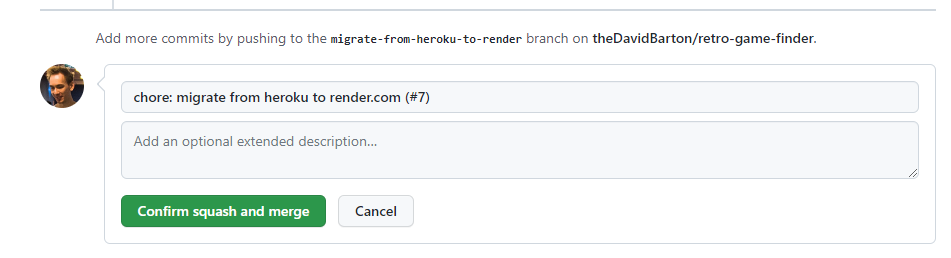 Add more commits by pushing to the migrate-from-heroku-to-render branch on theDavidBarton/retro-game-finder.
chore: migrate from heroku to render.com (#7)
Add an optional extended description...
Confirm squash and merge
Cancel